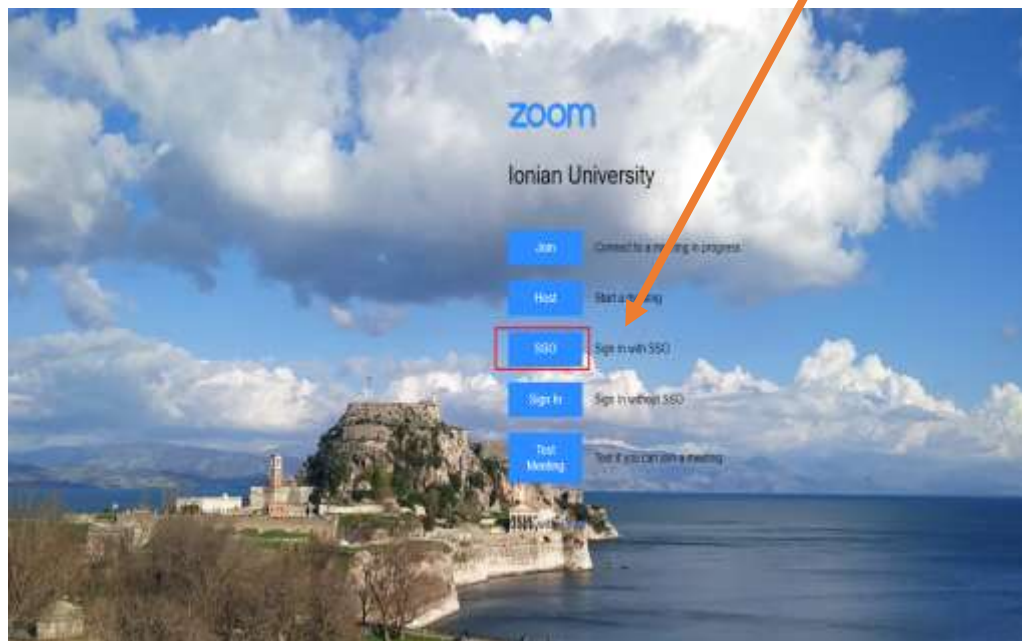 zoom
Ionian University
Join Connect to a meeting in progress
Host Start a meeting
SSO Sign in with SSO
Sign In Sign in without SSO
Test Test if you can join a meeting
Meeting